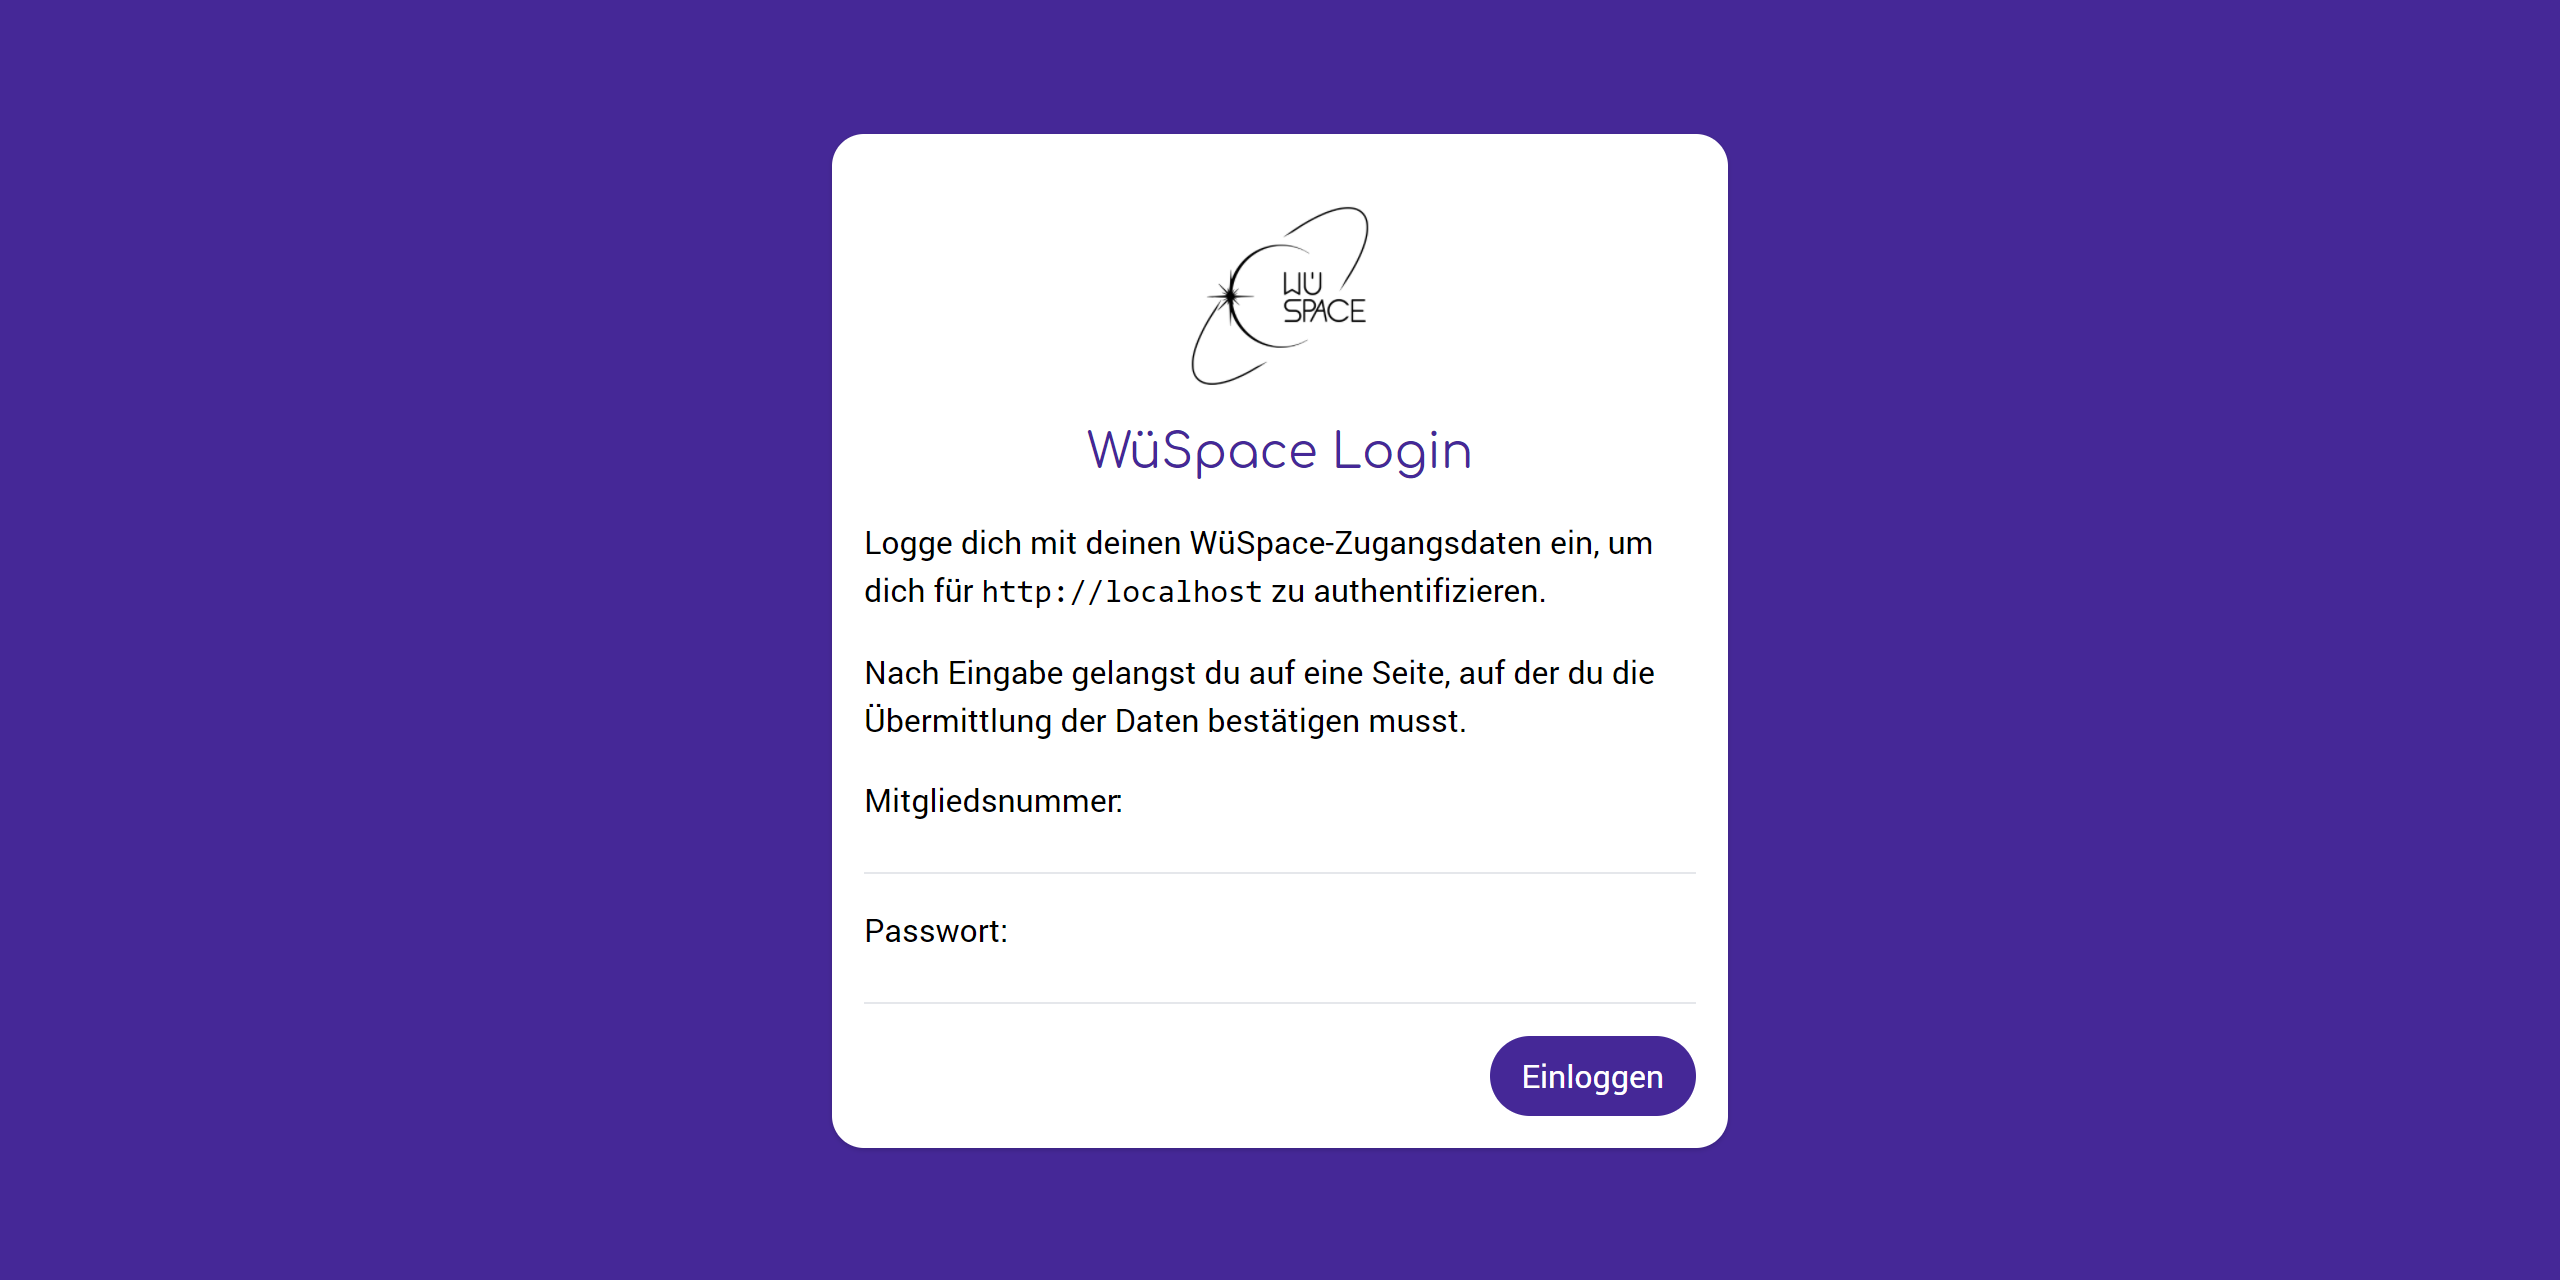 WÜ
SPACE
WüSpace Login
Logge dich mit deinen WüSpace-Zugangsdaten ein, um
dich für http://localhost zu authentifizieren.
Nach Eingabe gelangst du auf eine Seite, auf der du die
Übermittlung der Daten bestätigen musst.
Mitgliedsnummer:
Passwort:
Einloggen